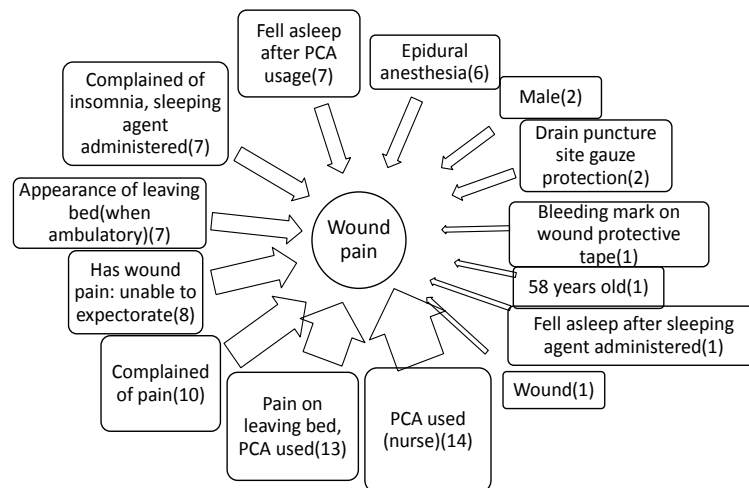 Fell asleep
after PCA
usage(7)
Epidural
anesthesia(6)
Complained of
insomnia, sleeping
agent
administered(7)
Male(2)
Drain puncture
site gauze
protection(2)
Appearance of leaving
bed(when
ambulatory)(7)
Wound
pain
Bleeding mark on
wound protective
tape(1)
Has wound
pain: unable to
expectorate(8)
58 years old(1)
Fell asleep after sleeping
agent administered(1)
Complained
of pain(10)
Pain on
leaving bed,
PCA used(13)
PCA used
(nurse)(14)
Wound(1)